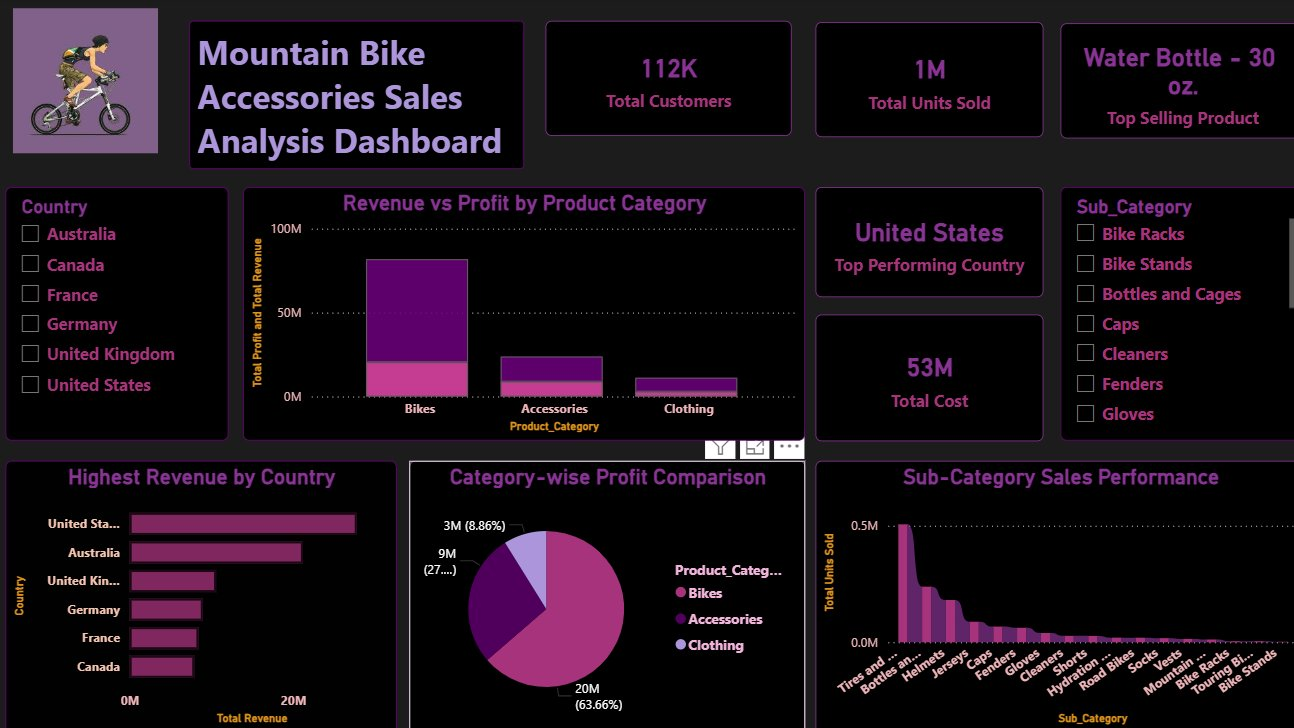 Mountain Bike
Accessories Sales
Analysis Dashboard
112K
Total Customers
1M
Total Units Sold
Water Bottle - 30
oz.
Top Selling Product
Country
Australia
Canada
France
Germany
United Kingdom
United States
Revenue vs Profit by Product Category
Total Profit and Total Revenue
100M
50M
0M
Bikes
Accessories
Clothing
Product_Category
United States
Top Performing Country
53M
Total Cost
Sub_Category
Bike Racks
Bike Stands
Bottles and Cages
Caps
Cleaners
Fenders
Gloves
Highest Revenue by Country
Country
United Sta...
Australia
United Kin...
Germany
France
Canada
0M
20M
Total Revenue
Category-wise Profit Comparison
3M (8.86%)
9M
(27....)
20M
(63.66%)
Product_Categ...
Bikes
Accessories
Clothing
Sub-Category Sales Performance
Total Units Sold
0.5M
0.0M
Tires and ...
Bottles an...
Helmets
Jerseys
Caps
Fenders
Gloves
Cleaners
Shorts
Hydration ...
Road Bikes
Socks
Vests
Mountain ...
Bike Racks
Touring Bi...
Bike Stands
Sub_Category